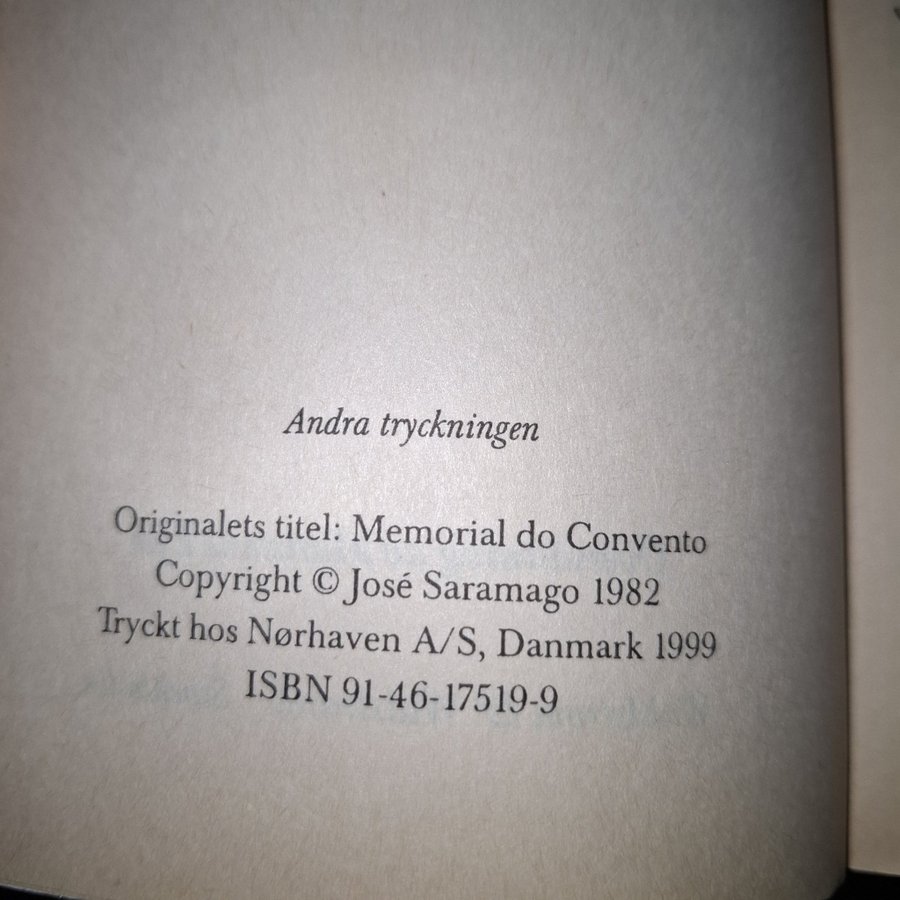 Andra tryckningen
Originalets titel: Memorial do Convento
Copyright © José Saramago 1982
Tryckt hos Nørhaven A/S, Danmark 1999
ISBN 91-46-17519-9